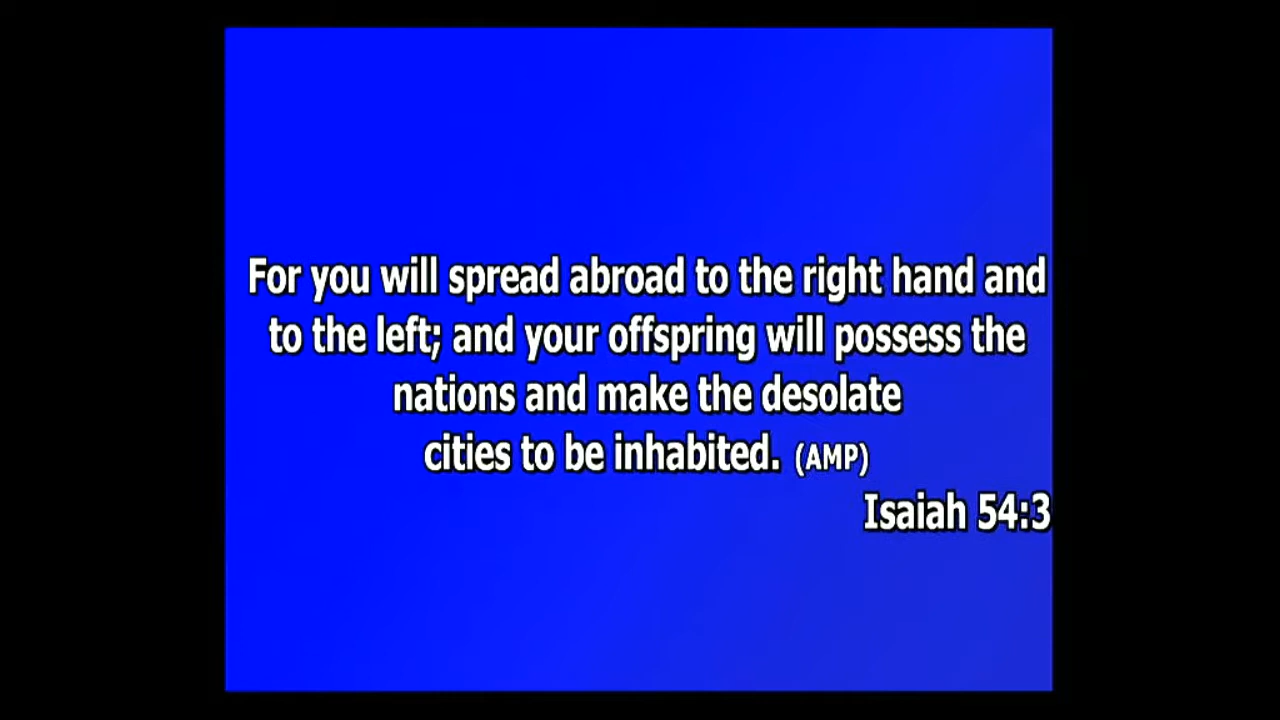 For you will spread abroad to the right hand and
to the left; and your offspring will possess the
nations and make the desolate
cities to be inhabited. (AMP)
Isaiah 54:3